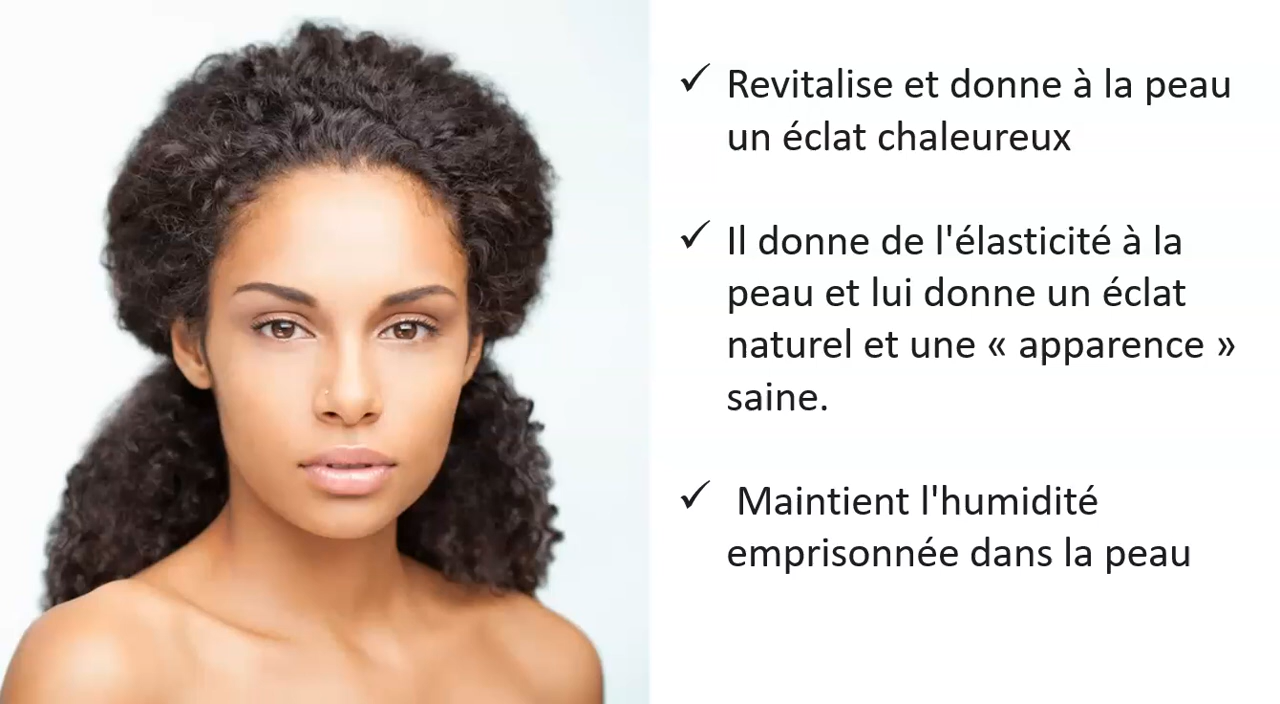 ✓ Revitalise et donne à la peau
un éclat chaleureux
✓ Il donne de l'élasticité à la
peau et lui donne un éclat
naturel et une « apparence »
saine.
✓ Maintient l'humidité
emprisonnée dans la peau